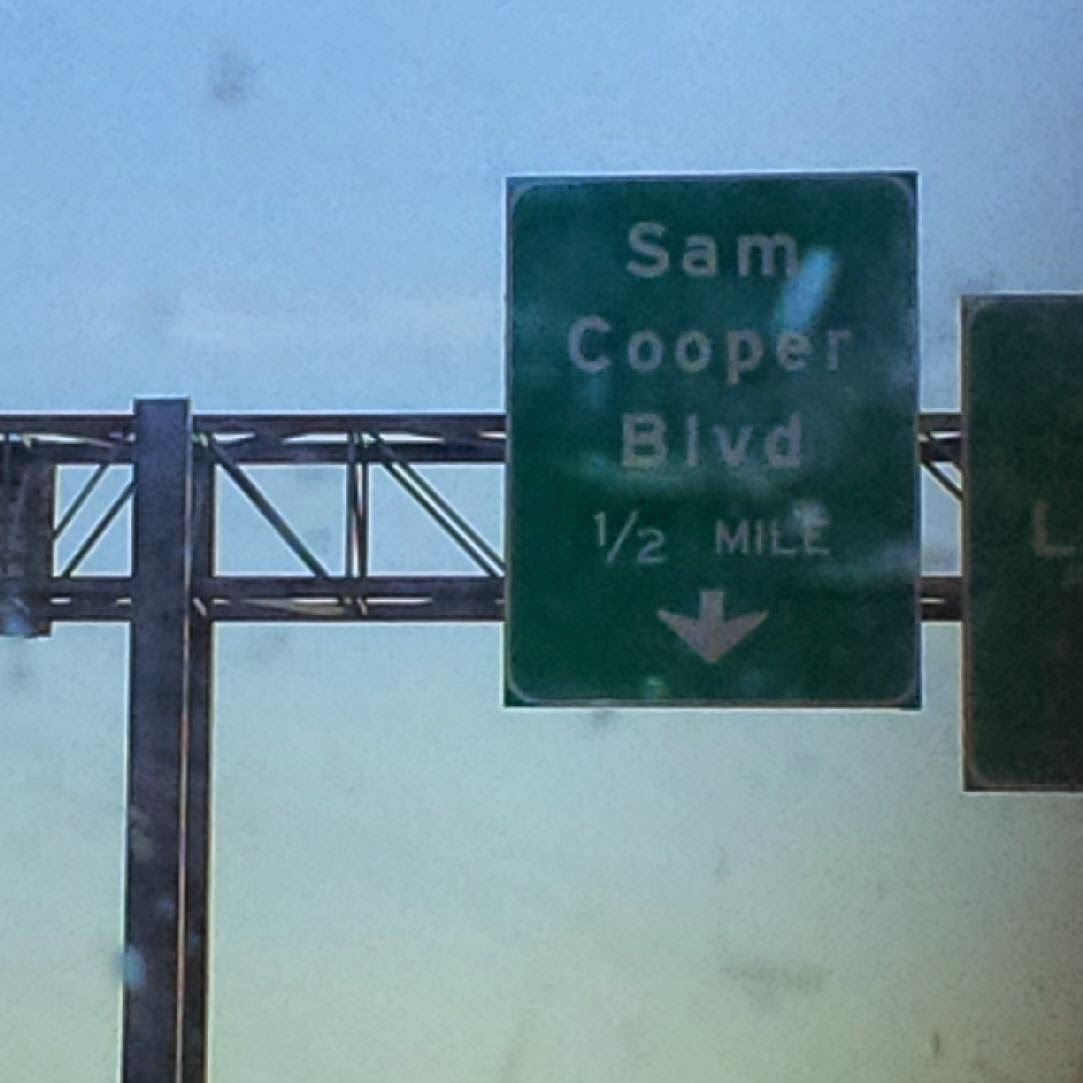 Sam
Cooper
Blvd
1/2 MILE
L